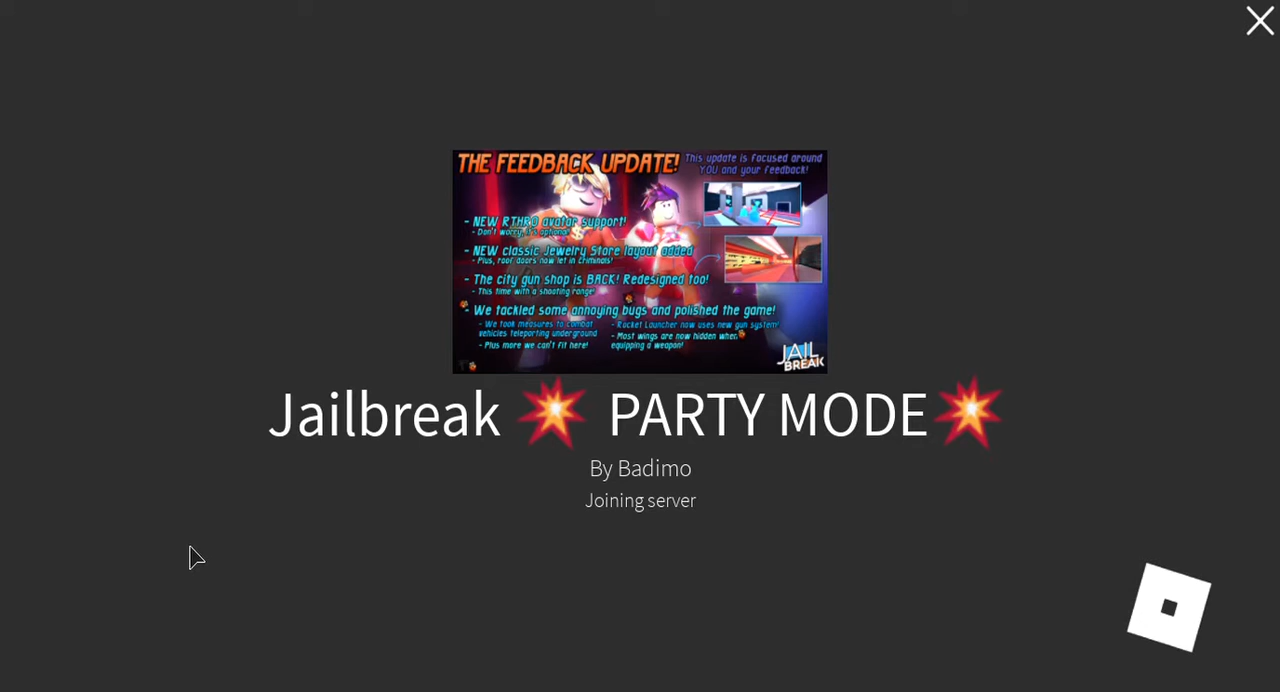 THE FEEDBACK UPDATE!
This update is focused around
YOU and your feedback!
- NEW RTHRO avatar support!
- Don't worry, it's optional!
- NEW classic Jewelry Store layout added
- Plus, roof doors now let in criminals!
- The city gun shop is BACK! Redesigned too!
- This time with a shooting range!
- We tackled some annoying bugs and polished the game!
- We took measures to combat
vehicles teleporting underground
- Plus more we can't fit here!
- Rocket Launcher now uses new gun system!
- Most wings are now hidden when
equipping a weapon!
JAIL
BREAK
Jailbreak 💥 PARTY MODE💥
By Badimo
Joining server